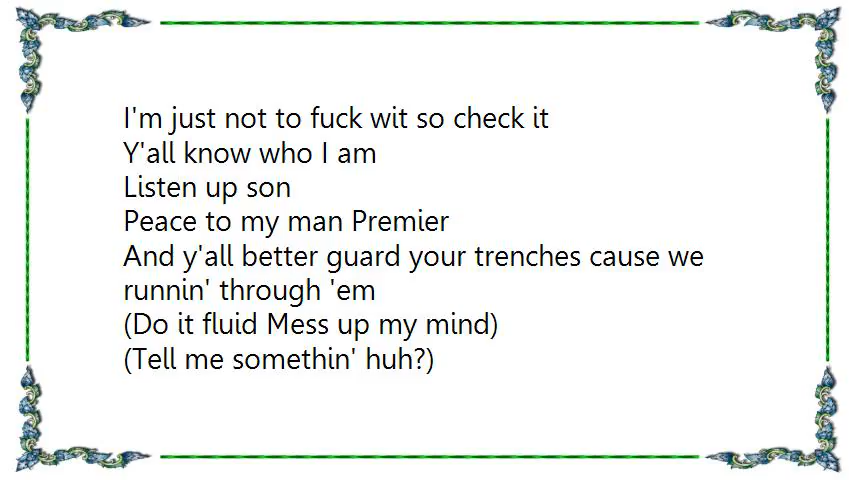 I'm just not to fuck wit so check it
Y'all know who I am
Listen up son
Peace to my man Premier
And y'all better guard your trenches cause we
runnin' through 'em
(Do it fluid Mess up my mind)
(Tell me somethin' huh?)